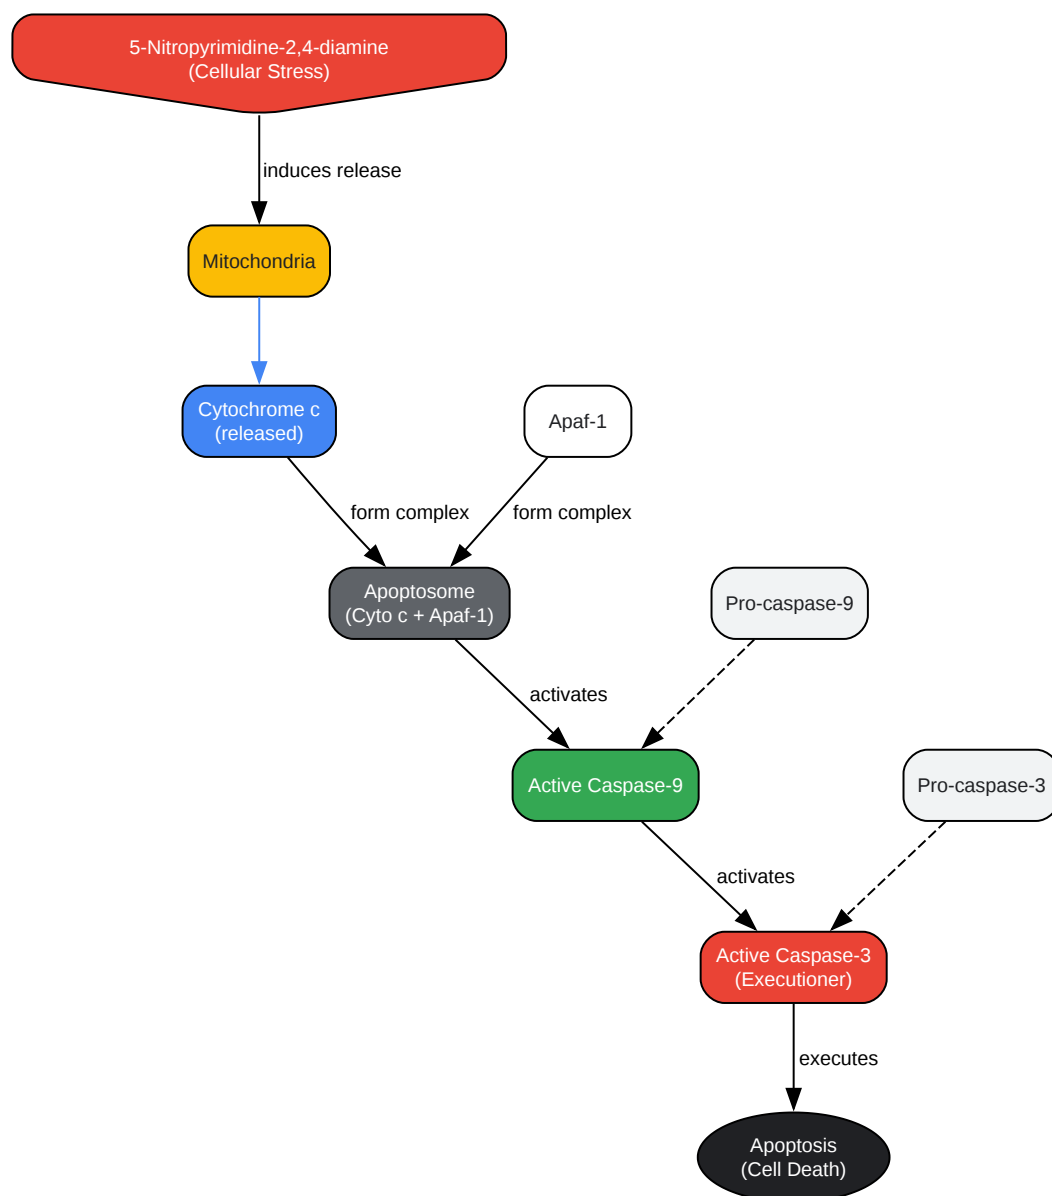 5-Nitropyrimidine-2,4-diamine
(Cellular Stress)
induces release
Mitochondria
Cytochrome c
(released)
Apaf-1
form complex
form complex
Apoptosome
(Cyto c + Apaf-1)
Pro-caspase-9
activates
Active Caspase-9
Pro-caspase-3
activates
Active Caspase-3
(Executioner)
executes
Apoptosis
(Cell Death)